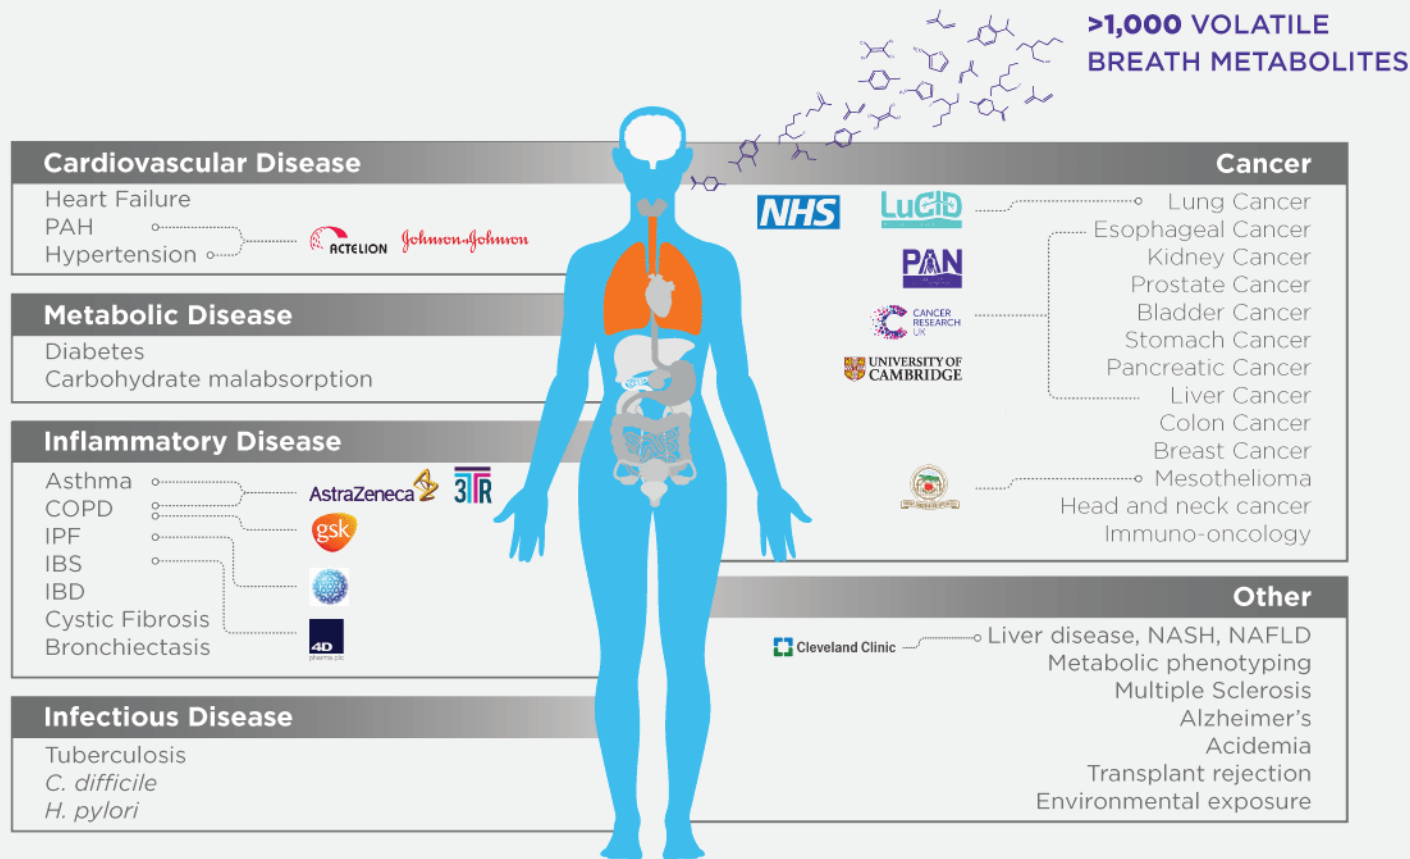 >1,000 VOLATILE
BREATH METABOLITES
Cardiovascular Disease
Heart Failure
PAH
Hypertension
ACTELION
Johnson&Johnson
Metabolic Disease
Diabetes
Carbohydrate malabsorption
Inflammatory Disease
Asthma
COPD
IPF
IBS
IBD
Cystic Fibrosis
Bronchiectasis
AstraZeneca
3TR
gsk
4D
pharma plc
Infectious Disease
Tuberculosis
C. difficile
H. pylori
Cancer
NHS
LuCID
PAN
CANCER
RESEARCH
UK
UNIVERSITY OF
CAMBRIDGE
Lung Cancer
Esophageal Cancer
Kidney Cancer
Prostate Cancer
Bladder Cancer
Stomach Cancer
Pancreatic Cancer
Liver Cancer
Colon Cancer
Breast Cancer
Mesothelioma
Head and neck cancer
Immuno-oncology
Other
Cleveland Clinic
Liver disease, NASH, NAFLD
Metabolic phenotyping
Multiple Sclerosis
Alzheimer's
Acidemia
Transplant rejection
Environmental exposure